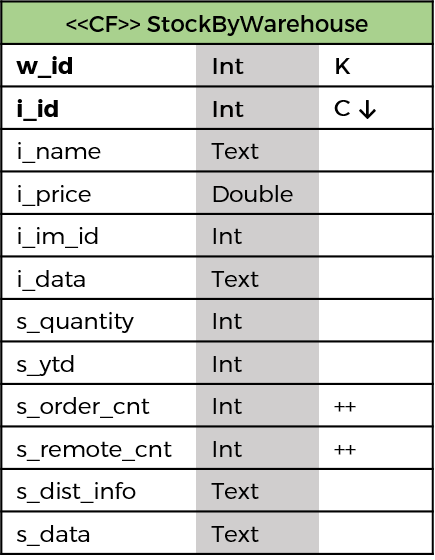 <<CF>> StockByWarehouse
w_id Int K
i_id Int C ↓
i_name Text
i_price Double
i_im_id Int
i_data Text
s_quantity Int
s_ytd Int
s_order_cnt Int ++
s_remote_cnt Int ++
s_dist_info Text
s_data Text